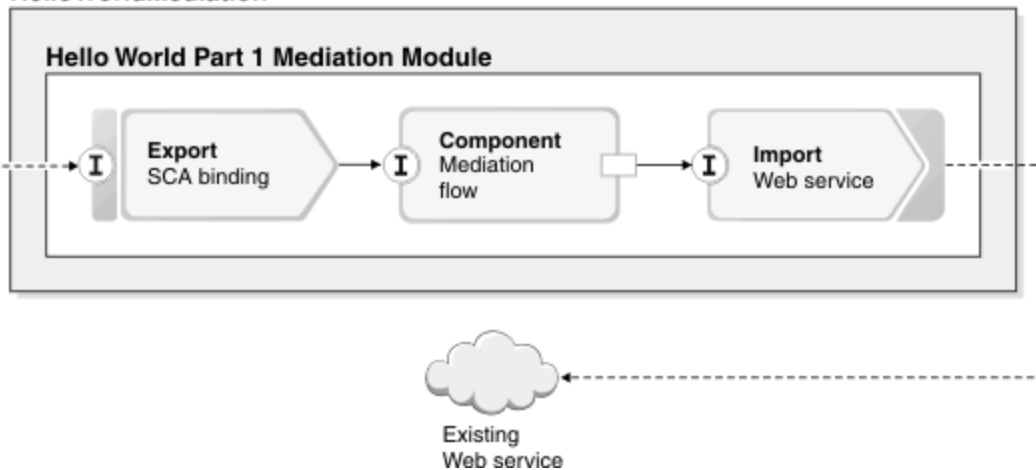 Hello World Part 1 Mediation Module
I
Export
SCA binding
I
Component
Mediation
flow
I
Import
Web service
Existing
Web service